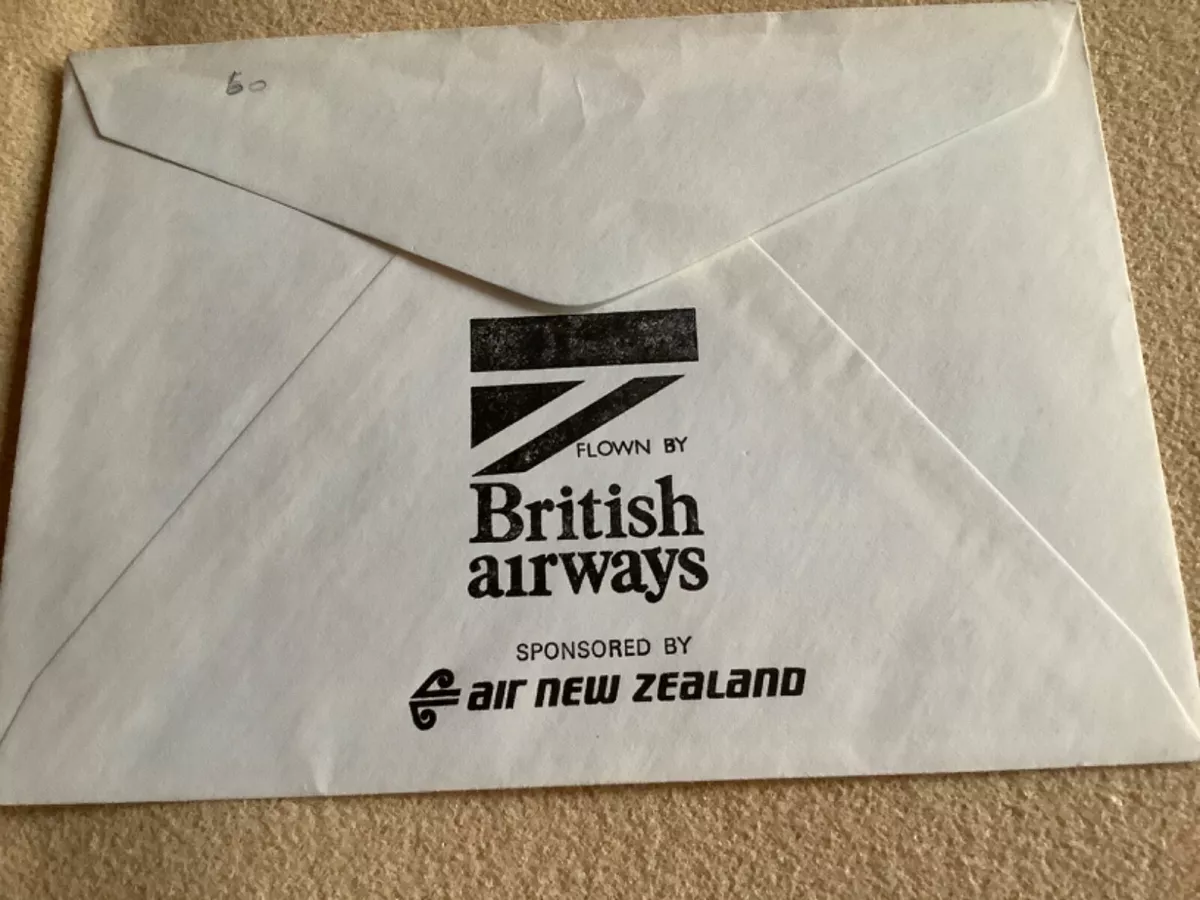 60
FLOWN BY
British
airways
SPONSORED BY
air new zealand